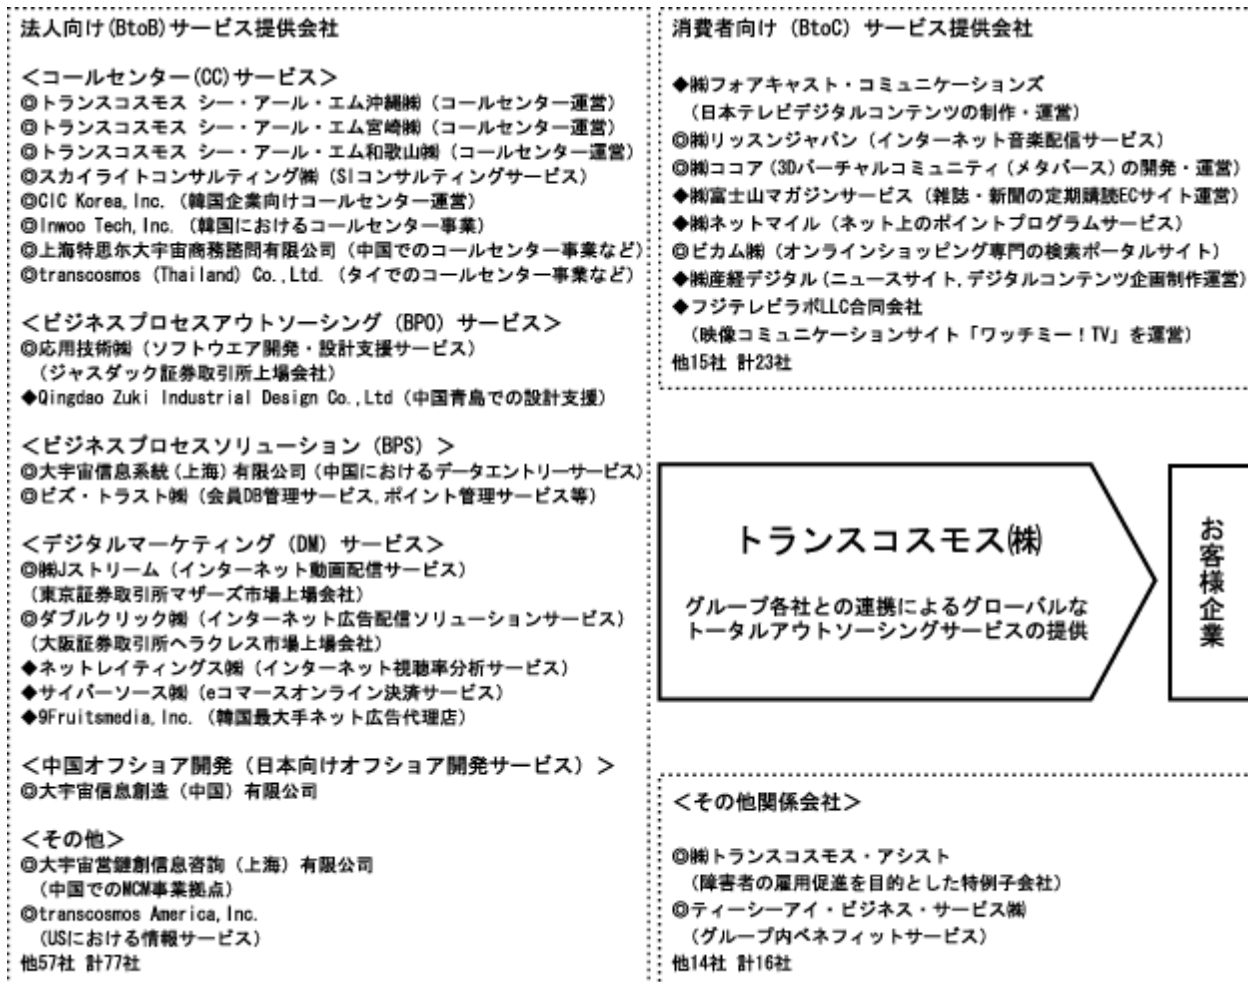 法人向け(BtoB)サービス提供会社
＜コールセンター(CC)サービス＞
◎トランスコスモス シー・アール・エム沖縄㈱（コールセンター運営）
◎トランスコスモス シー・アール・エム宮崎㈱（コールセンター運営）
◎トランスコスモス シー・アール・エム和歌山㈱（コールセンター運営）
◎スカイライトコンサルティング㈱（SIコンサルティングサービス）
◎CIC Korea,Inc.（韓国企業向けコールセンター運営）
◎Inwoo Tech,Inc.（韓国におけるコールセンター事業）
◎上海特思尔大宇宙商務諮問有限公司（中国でのコールセンター事業など）
◎transcosmos (Thailand) Co.,Ltd.（タイでのコールセンター事業など）
＜ビジネスプロセスアウトソーシング（BPO）サービス＞
◎応用技術㈱（ソフトウエア開発・設計支援サービス）
（ジャスダック証券取引所上場会社）
◆Qingdao Zuki Industrial Design Co.,Ltd（中国青島での設計支援）
＜ビジネスプロセスソリューション（BPS）＞
◎大宇宙信息系統(上海)有限公司(中国におけるデータエントリーサービス)
◎ビズ・トラスト㈱（会員DB管理サービス,ポイント管理サービス等）
＜デジタルマーケティング（DM）サービス＞
◎㈱Jストリーム（インターネット動画配信サービス）
（東京証券取引所マザーズ市場上場会社）
◎ダブルクリック㈱（インターネット広告配信ソリューションサービス）
（大阪証券取引所ヘラクレス市場上場会社）
◆ネットレイティングス㈱（インターネット視聴率分析サービス）
◆サイバーソース㈱（eコマースオンライン決済サービス）
◆9Fruitsmedia,Inc.（韓国最大手ネット広告代理店）
＜中国オフショア開発（日本向けオフショア開発サービス）＞
◎大宇宙信息創造（中国）有限公司
＜その他＞
◎大宇宙営鏈創信息咨詢（上海）有限公司
（中国でのMCM事業拠点）
◎transcosmos America,Inc.
（USにおける情報サービス）
他57社 計77社
消費者向け（BtoC）サービス提供会社
◆㈱フォアキャスト・コミュニケーションズ
（日本テレビデジタルコンテンツの制作・運営）
◎㈱リッスンジャパン（インターネット音楽配信サービス）
◎㈱ココア(3Dバーチャルコミュニティ(メタバース)の開発・運営)
◆㈱富士山マガジンサービス（雑誌・新聞の定期購読ECサイト運営）
◆㈱ネットマイル（ネット上のポイントプログラムサービス）
◎ビカム㈱（オンラインショッピング専門の検索ポータルサイト）
◆㈱産経デジタル(ニュースサイト,デジタルコンテンツ企画制作運営)
◆フジテレビラボLLC合同会社
（映像コミュニケーションサイト「ワッチミー！TV」を運営）
他15社 計23社
トランスコスモス㈱
グループ各社との連携によるグローバルな
トータルアウトソーシングサービスの提供
お客様企業
＜その他関係会社＞
◎㈱トランスコスモス・アシスト
（障害者の雇用促進を目的とした特例子会社）
◎ティーシーアイ・ビジネス・サービス㈱
（グループ内ベネフィットサービス）
他14社 計16社